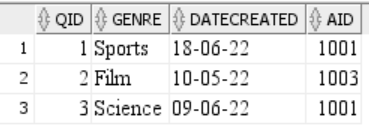 QID GENRE DATECREATED AID
1 1 Sports 18-06-22 1001
2 2 Film 10-05-22 1003
3 3 Science 09-06-22 1001